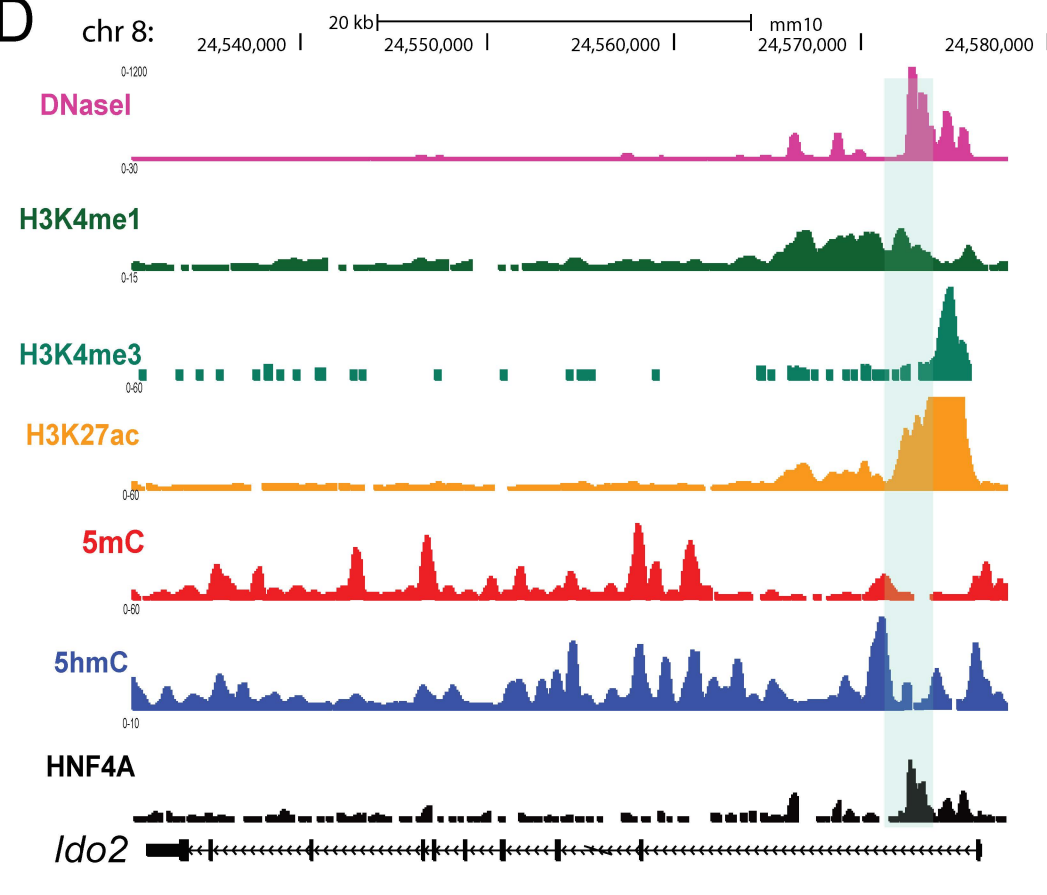 D
chr 8:
20 kb
mm10
24,540,000
24,550,000
24,560,000
24,570,000
24,580,000
0-1200
DNaseI
0-30
H3K4me1
0-15
H3K4me3
0-60
H3K27ac
0-60
5mC
0-60
5hmC
0-10
HNF4A
Ido2